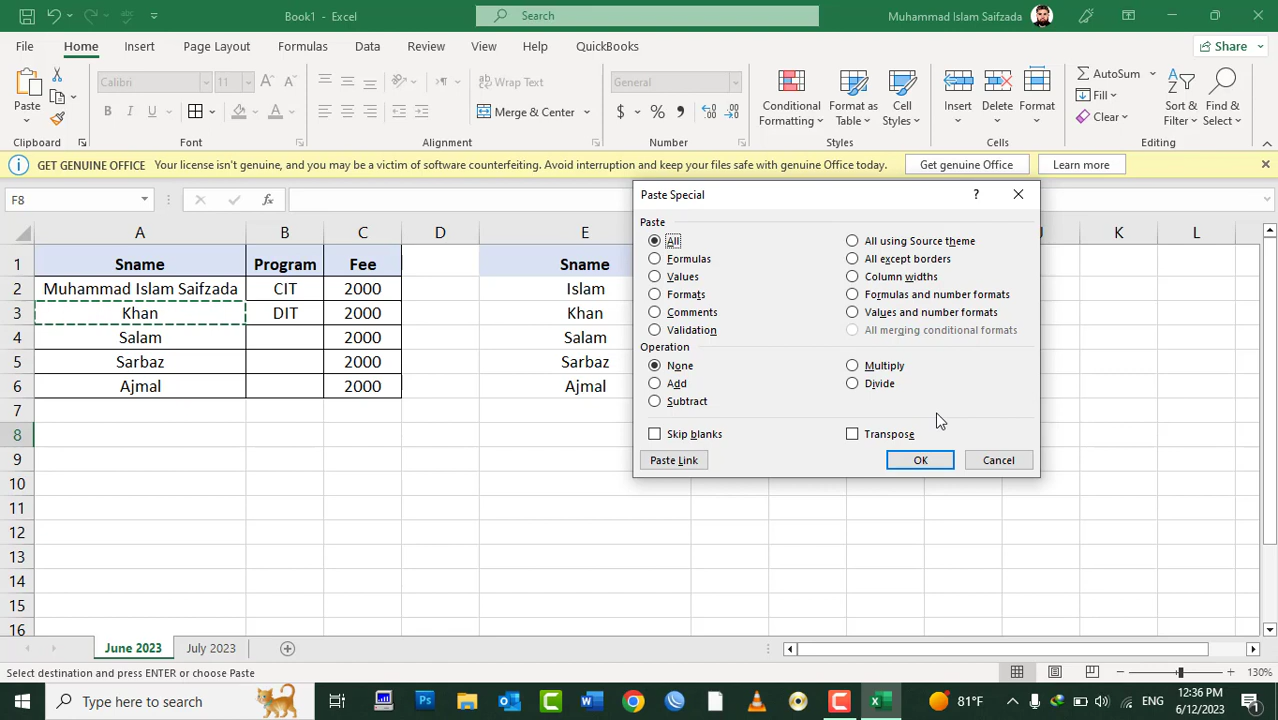 Book1 - Excel
Search
Muhammad Islam Saifzada
File Home Insert Page Layout Formulas Data Review View Help QuickBooks Share
Paste
Calibri 11
B I U
Wrap Text
Merge & Center
General
$ %
Conditional Formatting
Format as Table
Cell Styles
Insert
Delete
Format
AutoSum
Fill
Clear
Sort & Filter
Find & Select
Clipboard Font Alignment Number Styles Cells Editing
GET GENUINE OFFICE Your license isn't genuine, and you may be a victim of software counterfeiting. Avoid interruption and keep your files safe with genuine Office today. Get genuine Office Learn more
F8 fx
Paste Special
Paste
All All using Source theme
Formulas All except borders
Values Column widths
Formats Formulas and number formats
Comments Values and number formats
Validation All merging conditional formats
Operation
None Multiply
Add Divide
Subtract
Skip blanks Transpose
Paste Link OK Cancel
A B C D E K L
1 Sname Program Fee Sname
2 Muhammad Islam Saifzada CIT 2000 Islam
3 Khan DIT 2000 Khan
4 Salam 2000 Salam
5 Sarbaz 2000 Sarbaz
6 Ajmal 2000 Ajmal
7
8
9
10
11
12
13
14
15
16
June 2023 July 2023
Select destination and press ENTER or choose Paste 130%
Type here to search
81°F ENG 12:36 PM
6/12/2023